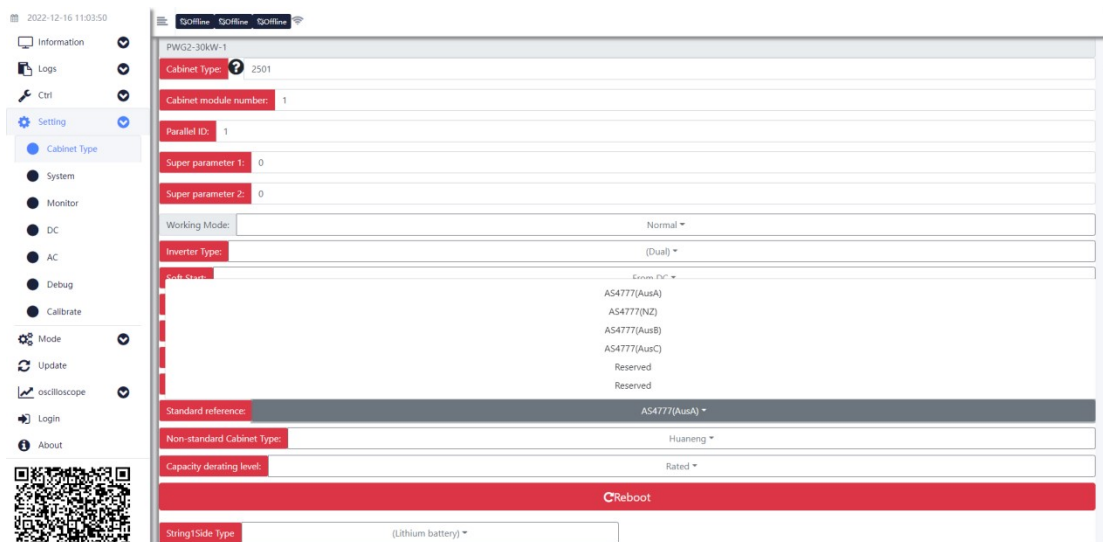 2022-12-16 11:03:50
Offline Offline Offline
Information
Logs
Ctrl
Setting
Cabinet Type
System
Monitor
DC
AC
Debug
Calibrate
Mode
Update
oscilloscope
Login
About
PWG2-30kW-1
Cabinet Type: 2501
Cabinet module number: 1
Parallel ID: 1
Super parameter 1: 0
Super parameter 2: 0
Working Mode: Normal
Inverter Type: (Dual)
Soft Start: From DC
AS4777(AusA)
AS4777(NZ)
AS4777(AusB)
AS4777(AusC)
Reserved
Reserved
Standard reference: AS4777(AusA)
Non-standard Cabinet Type: Huaneng
Capacity derating level: Rated
Reboot
String1Side Type (Lithium battery)